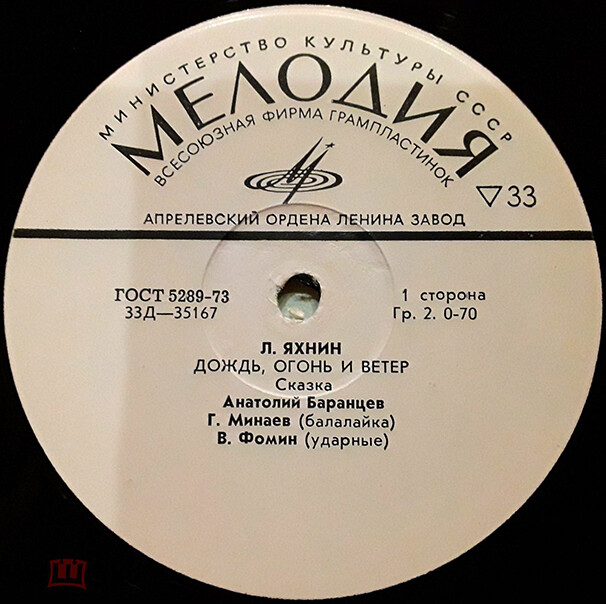 МИНИСТЕРСТВО КУЛЬТУРЫ СССР
МЕЛОДИЯ
ВСЕСОЮЗНАЯ ФИРМА ГРАМПЛАСТИНОК
▽33
АПРЕЛЕВСКИЙ ОРДЕНА ЛЕНИНА ЗАВОД
ГОСТ 5289-73
33Д—35167
1 сторона
Гр. 2. 0-70
Л. ЯХНИН
ДОЖДЬ, ОГОНЬ И ВЕТЕР
Сказка
Анатолий Баранцев
Г. Минаев (балалайка)
В. Фомин (ударные)